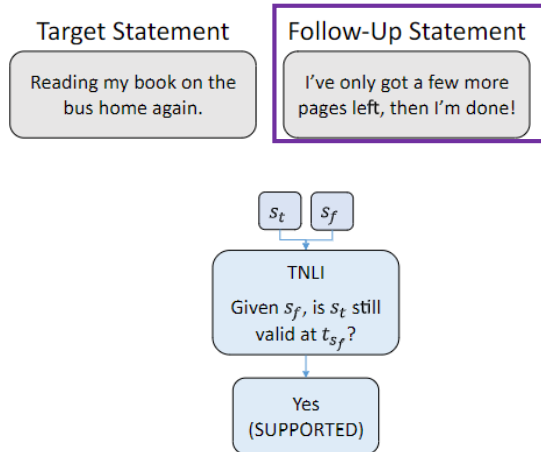 Target Statement
Follow-Up Statement
Reading my book on the
bus home again.
I've only got a few more
pages left, then I'm done!
s_t
s_f
TNLI
Given s_f, is s_t still
valid at t_{s_f}?
Yes
(SUPPORTED)